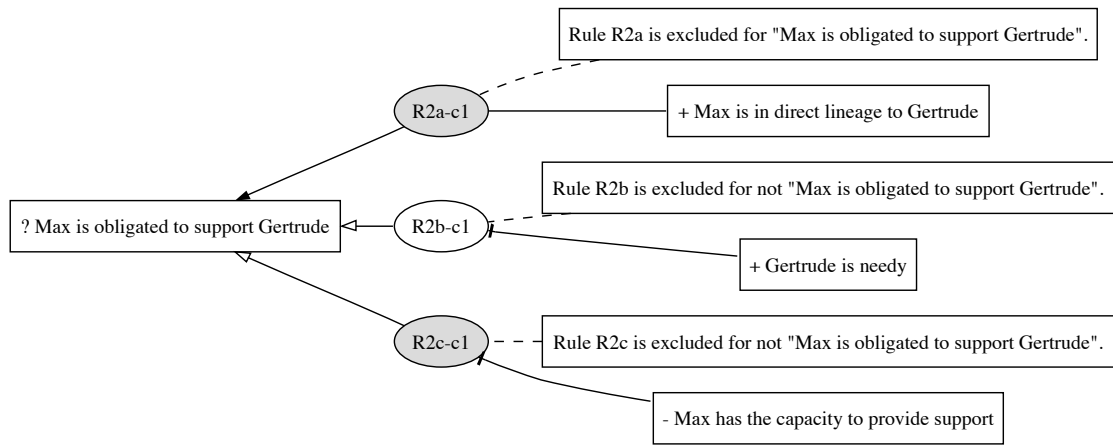 Rule R2a is excluded for "Max is obligated to support Gertrude".
R2a-c1
+ Max is in direct lineage to Gertrude
Rule R2b is excluded for not "Max is obligated to support Gertrude".
? Max is obligated to support Gertrude
R2b-c1
+ Gertrude is needy
R2c-c1
Rule R2c is excluded for not "Max is obligated to support Gertrude".
- Max has the capacity to provide support